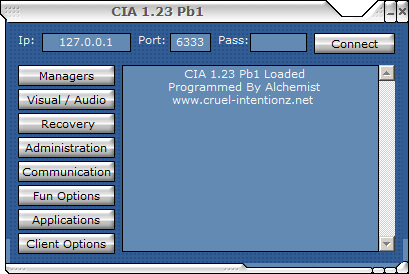 CIA 1.23 Pb1
Ip: 127.0.0.1 Port: 6333 Pass: Connect
Managers
Visual / Audio
Recovery
Administration
Communication
Fun Options
Applications
Client Options
CIA 1.23 Pb1 Loaded
Programmed By Alchemist
www.cruel-intentionz.net